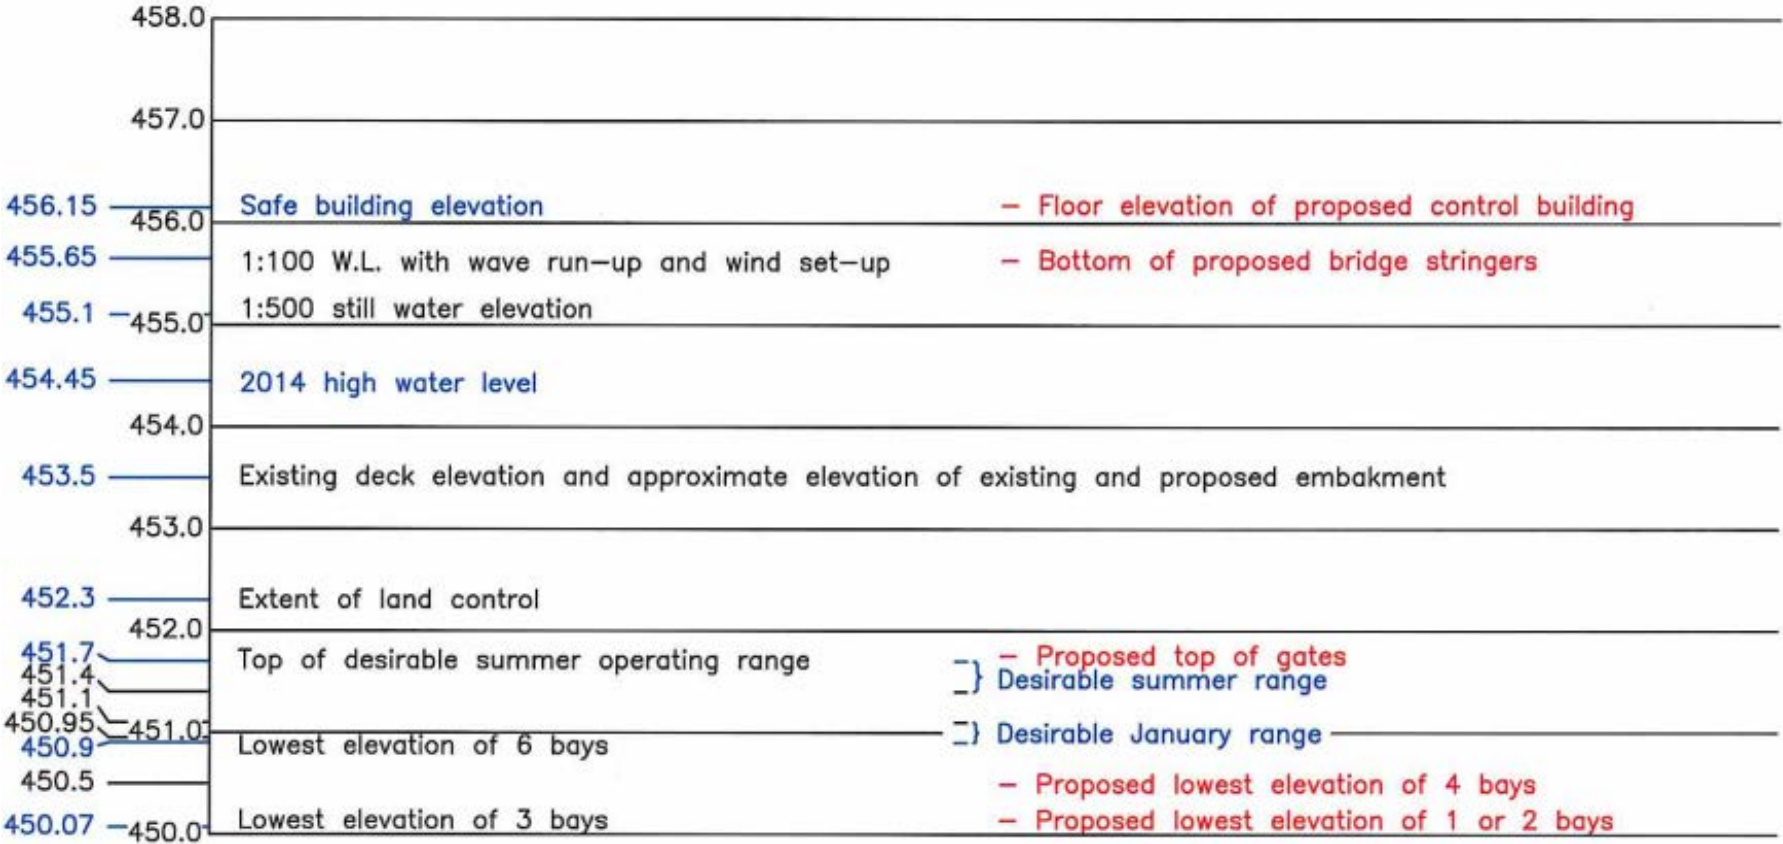 458.0
457.0
456.15 Safe building elevation – Floor elevation of proposed control building
456.0
455.65 1:100 W.L. with wave run–up and wind set–up – Bottom of proposed bridge stringers
455.1 1:500 still water elevation
455.0
454.45 2014 high water level
454.0
453.5 Existing deck elevation and approximate elevation of existing and proposed embakment
453.0
452.3 Extent of land control
452.0
451.7 Top of desirable summer operating range – Proposed top of gates
451.4 } Desirable summer range
451.1
450.95 451.0 } Desirable January range
450.9 Lowest elevation of 6 bays
450.5 – Proposed lowest elevation of 4 bays
450.07 450.0 Lowest elevation of 3 bays – Proposed lowest elevation of 1 or 2 bays